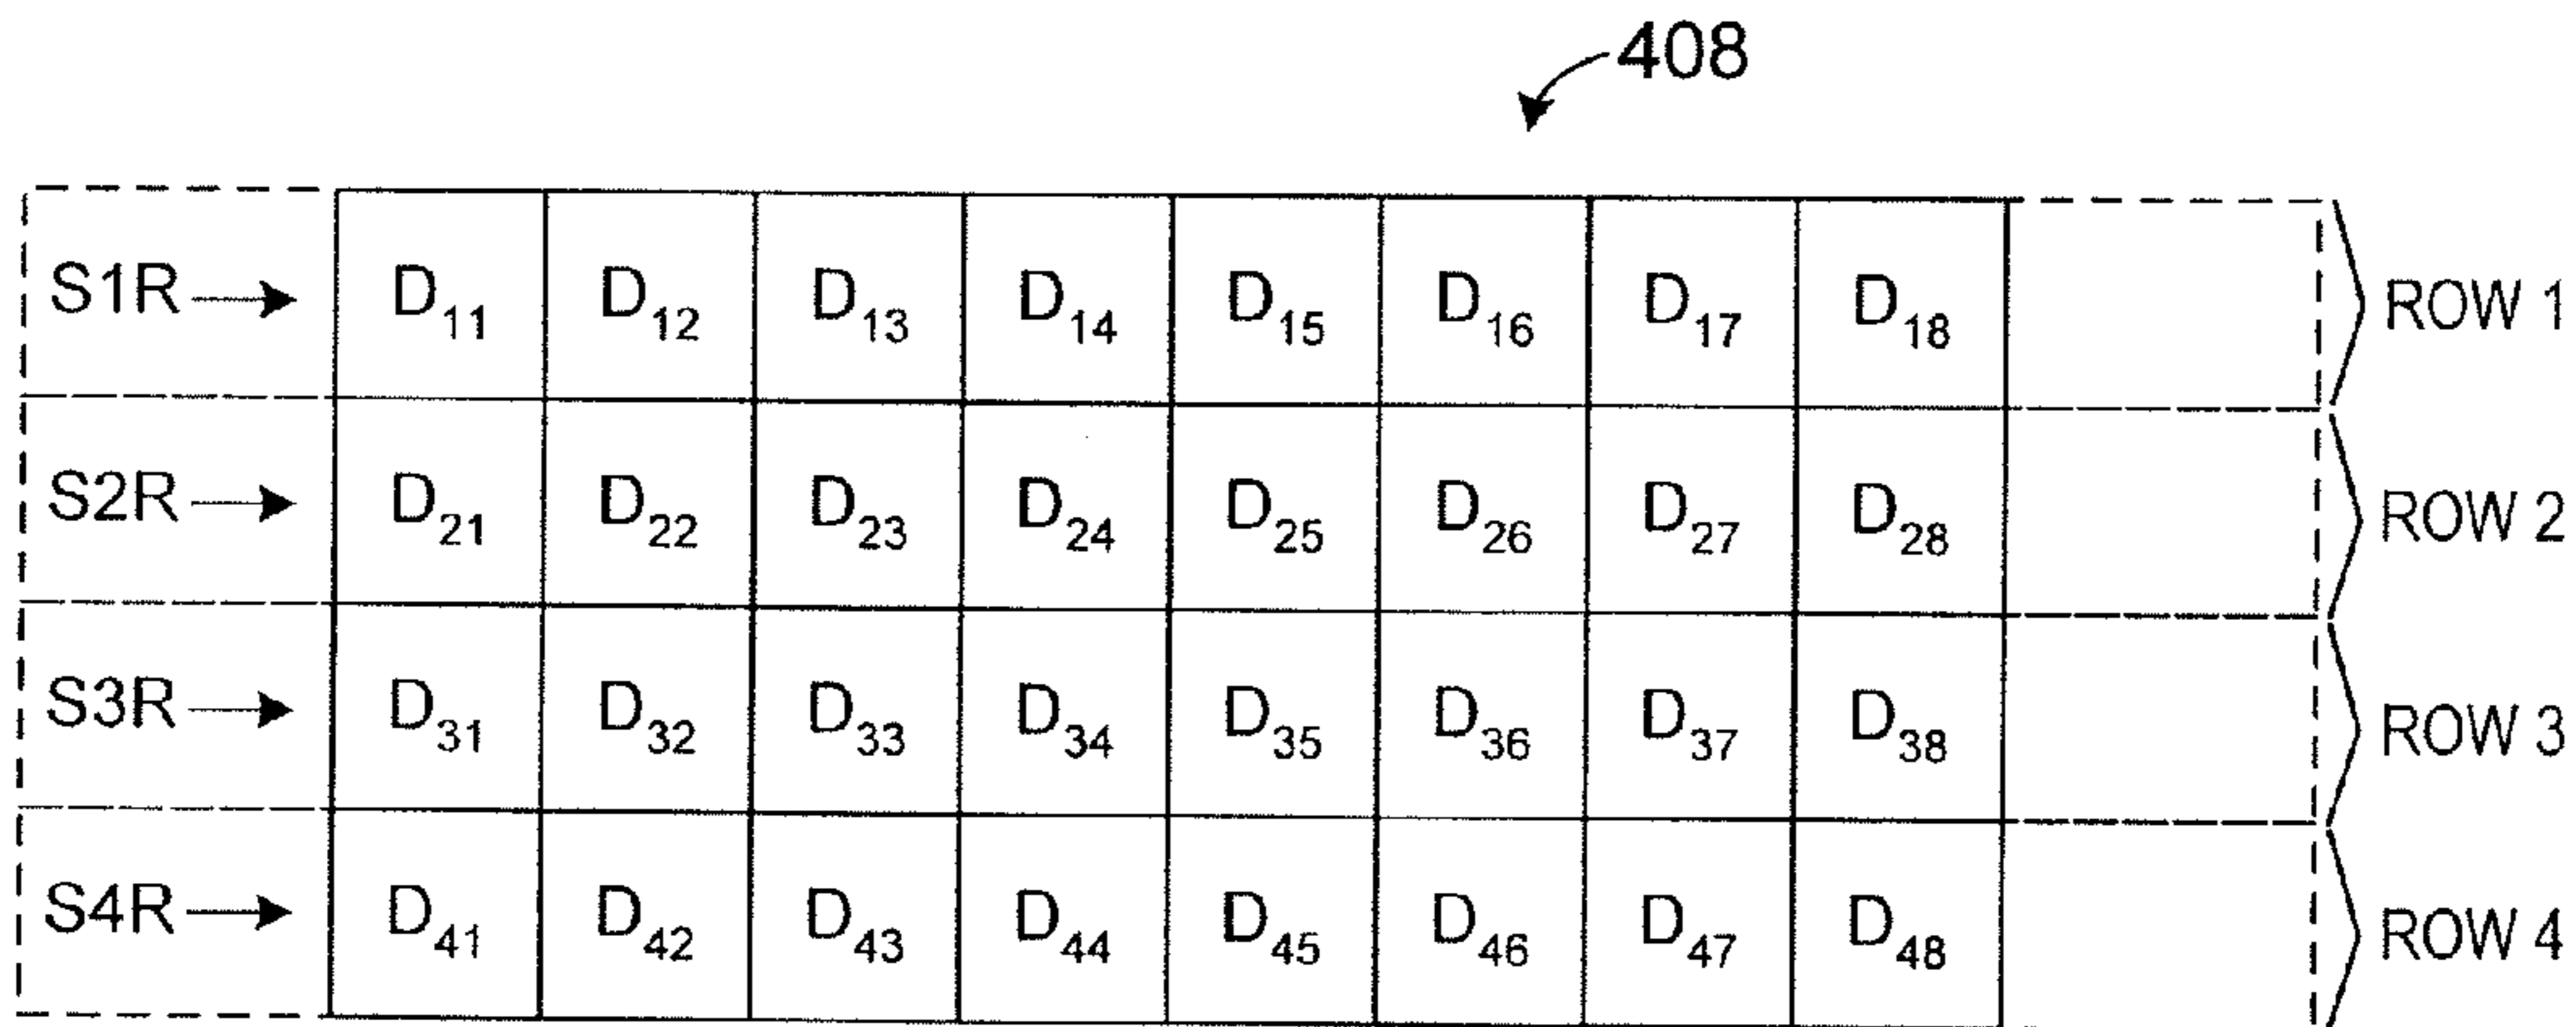 408
S1R D11 D12 D13 D14 D15 D16 D17 D18 ROW 1
S2R D21 D22 D23 D24 D25 D26 D27 D28 ROW 2
S3R D31 D32 D33 D34 D35 D36 D37 D38 ROW 3
S4R D41 D42 D43 D44 D45 D46 D47 D48 ROW 4